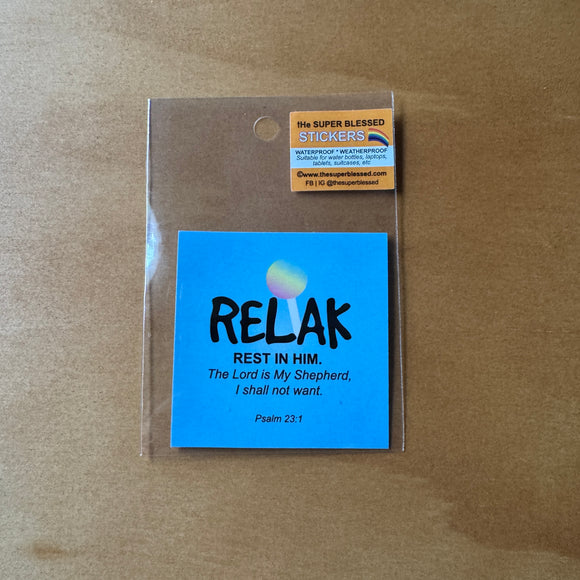 tHe SUPER BLESSED
STICKERS
WATERPROOF * WEATHERPROOF
Suitable for water bottles, laptops,
tablets, suitcases, etc
©www.thesuperblessed.com
FB | IG @thesuperblessed
RELAK
REST IN HIM.
The Lord is My Shepherd,
I shall not want.
Psalm 23:1